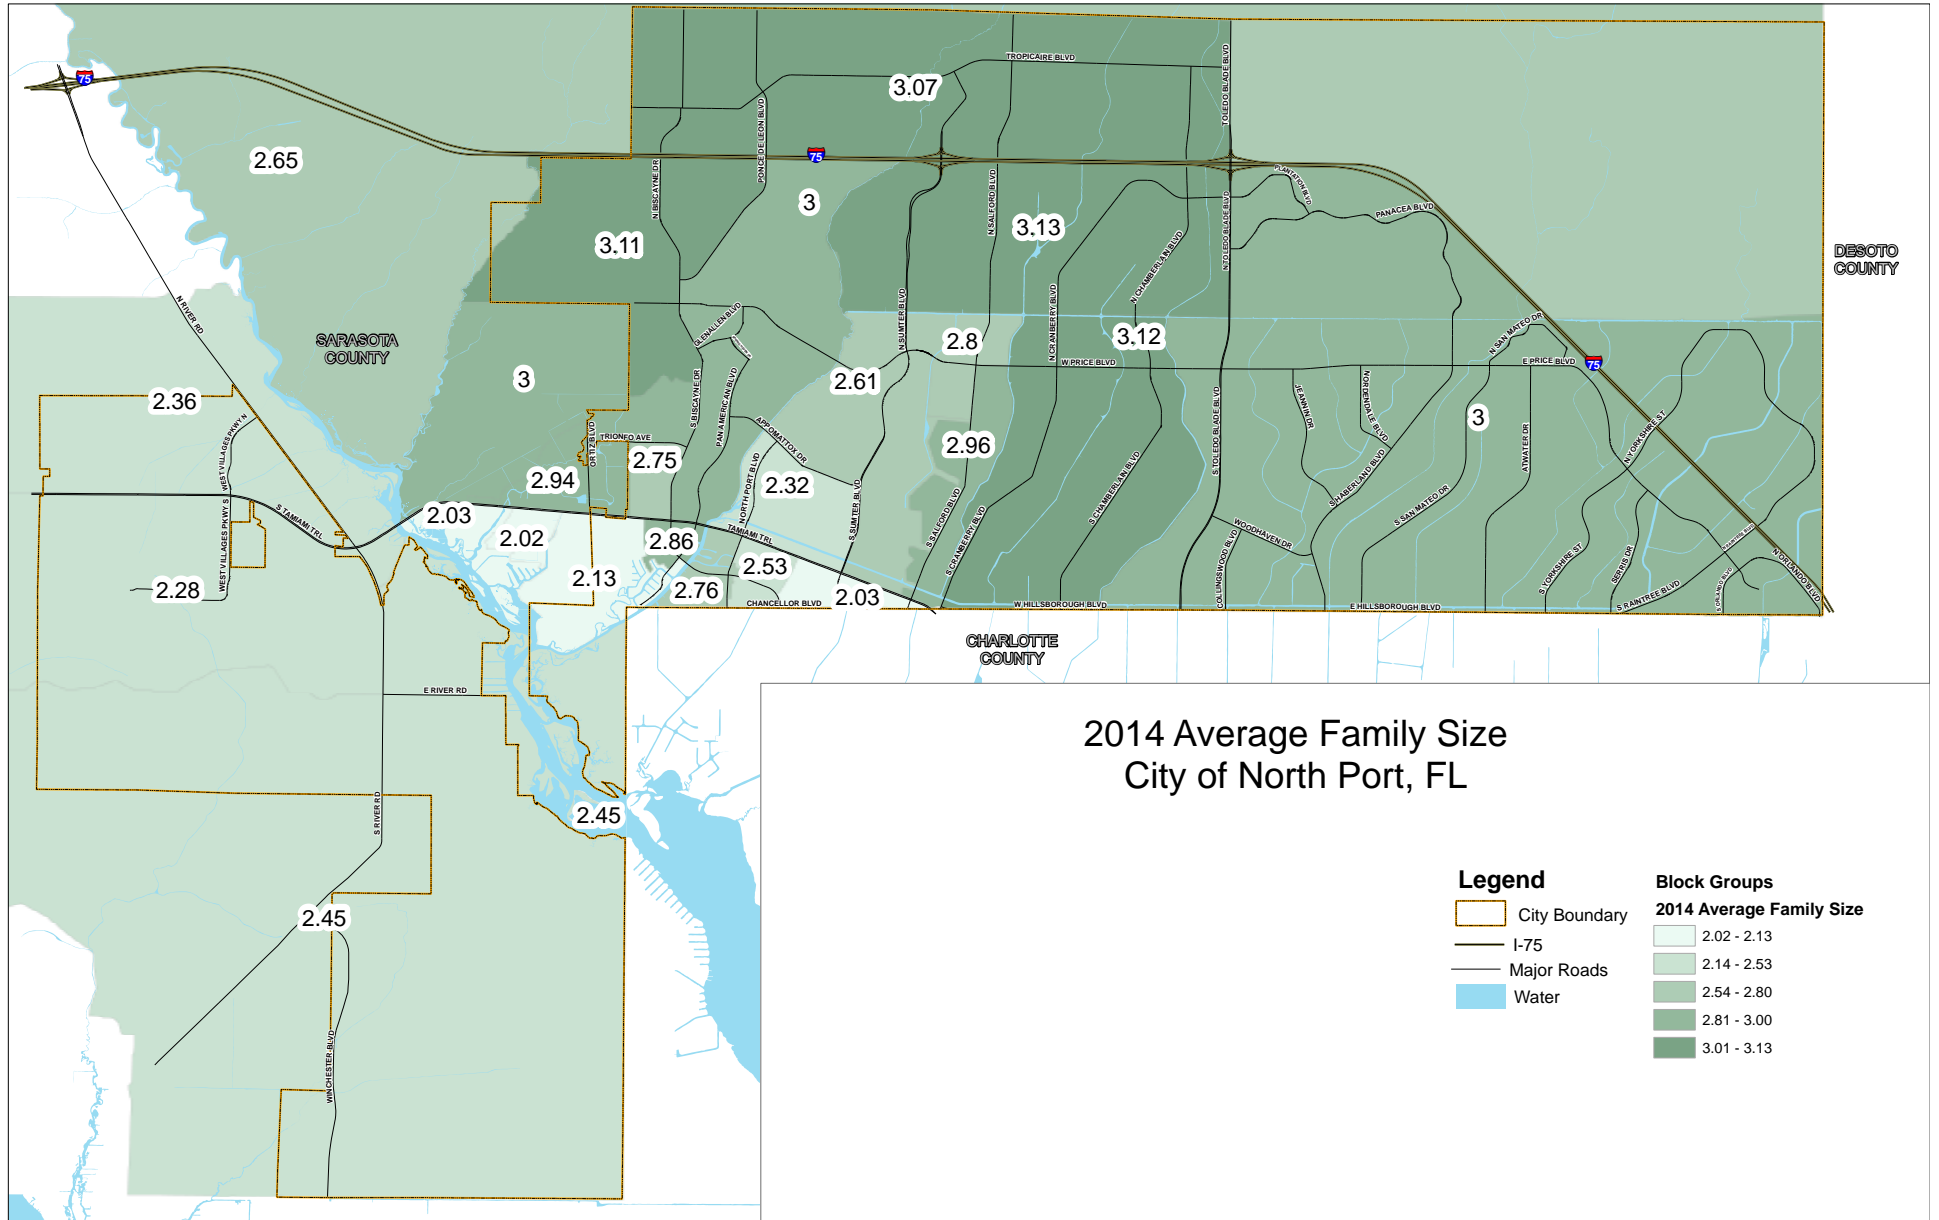 75
TROPICAIRE BLVD
TOLEDO BLADE BLVD
3.07
PONCE DE LEON BLVD
75
2.65
N BISCAYNE DR
3
N SALFORD BLVD
PLANTATION BLVD
PANACEA BLVD
3.13
3.11
N TOLEDO BLADE BLVD
N CHAMBERLAIN BLVD
DESOTO
COUNTY
N RIVER RD
SARASOTA
COUNTY
GLENALLEN BLVD
N SUMTER BLVD
2.8
N CRANBERRY BLVD
3.12
N SAN MATEO DR
W PRICE BLVD
E PRICE BLVD
75
3
2.61
2.36
S BISCAYNE DR
PAN AMERICAN BLVD
JEANNIN DR
NORDENDALE BLVD
3
WEST VILLAGES PKWY N
ORTIZ BLVD
TRIONFO AVE
APPOMATTOX DR
2.96
S TOLEDO BLADE BLVD
ATWATER DR
N YORKSHIRE ST
2.75
2.94
NORTH PORT BLVD
2.32
S CHAMBERLAIN BLVD
S HABERLAND BLVD
S SAN MATEO DR
WEST VILLAGES PKWY S
S TAMIAMI TRL
2.03
2.02
2.86
TAMIAMI TRL
S SUMTER BLVD
S SALFORD BLVD
S CRANBERRY BLVD
WOODHAVEN DR
COLLINGSWOOD BLVD
2.28
2.13
2.53
2.76
2.03
S YORKSHIRE ST
SERRIS DR
N ORLANDO BLVD
S ORLANDO BLVD
CHANCELLOR BLVD
W HILLSBOROUGH BLVD
E HILLSBOROUGH BLVD
S RAINTREE BLVD
CHARLOTTE
COUNTY
E RIVER RD
2014 Average Family Size
City of North Port, FL
S RIVER RD
2.45
2.45
WINCHESTER BLVD
Legend
City Boundary
I-75
Major Roads
Water
Block Groups
2014 Average Family Size
2.02 - 2.13
2.14 - 2.53
2.54 - 2.80
2.81 - 3.00
3.01 - 3.13